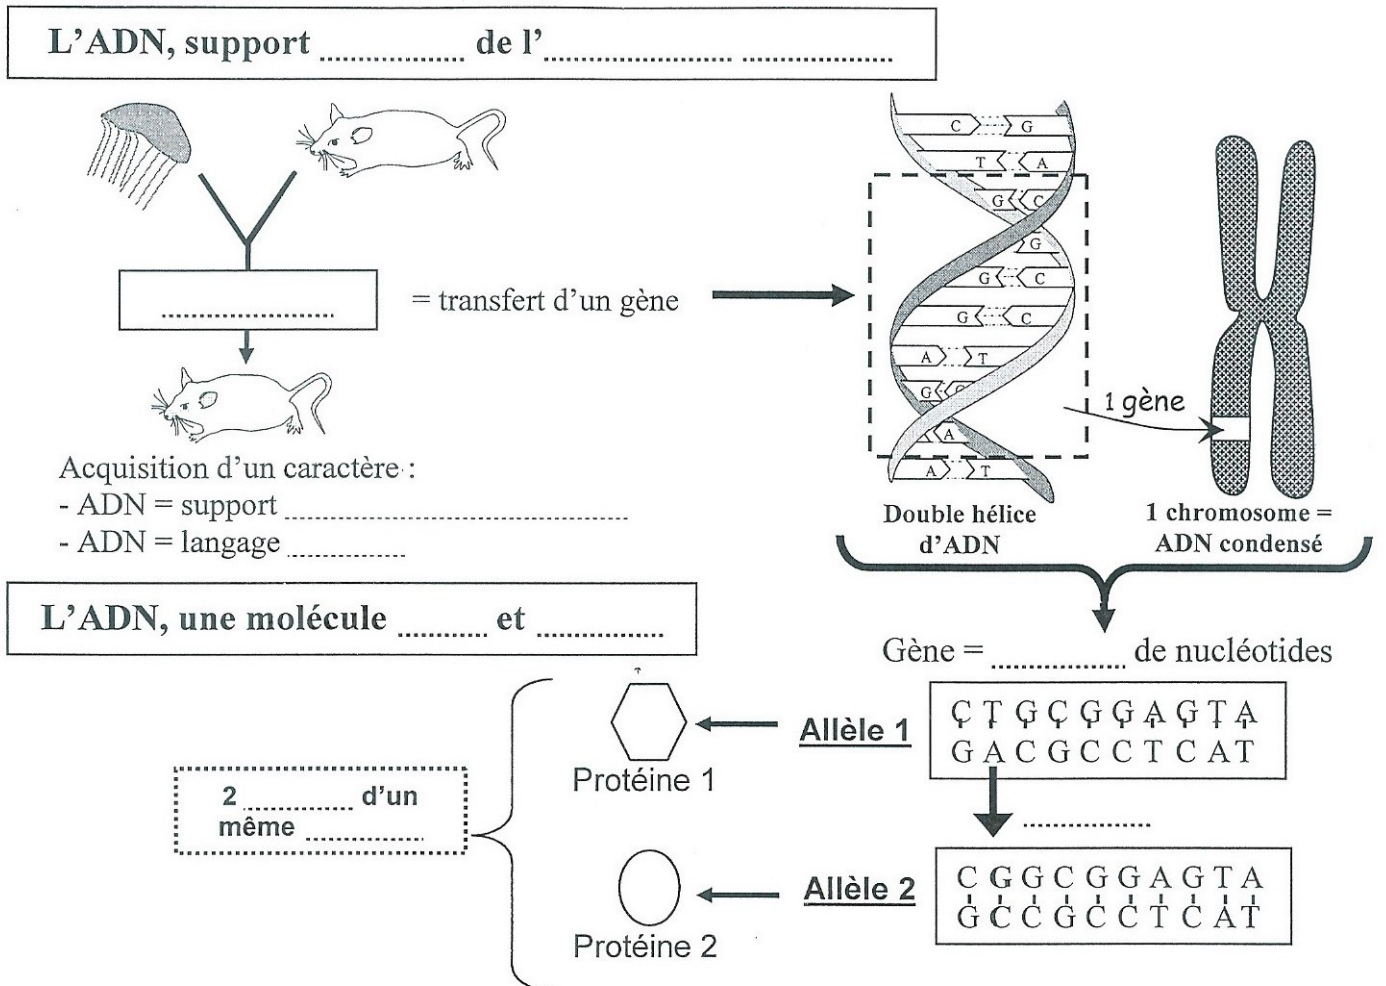 L'ADN, support .............. de l'.................... ................
C G
T A
G C
G
G C
G C
A T
G C
A
A T
.....................
= transfert d'un gène
1 gène
Acquisition d'un caractère :
- ADN = support ........................................
- ADN = langage ..............
Double hélice
d'ADN
1 chromosome =
ADN condensé
L'ADN, une molécule .......... et ..............
Gène = ................ de nucléotides
Allèle 1
C T G C G G A G T A
G A C G C C T C A T
Protéine 1
2 .............. d'un
même ..............
................
Allèle 2
C G G C G G A G T A
G C C G C C T C A T
Protéine 2